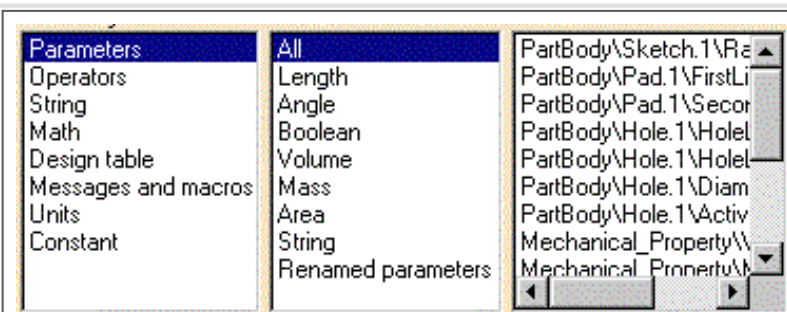 Parameters
Operators
String
Math
Design table
Messages and macros
Units
Constant
All
Length
Angle
Boolean
Volume
Mass
Area
String
Renamed parameters
PartBody\Sketch.1\Ra
PartBody\Pad.1\FirstLi
PartBody\Pad.1\Secor
PartBody\Hole.1\HoleL
PartBody\Hole.1\HoleL
PartBody\Hole.1\Diam
PartBody\Hole.1\Activ
Mechanical_Property\
Mechanical_Property\